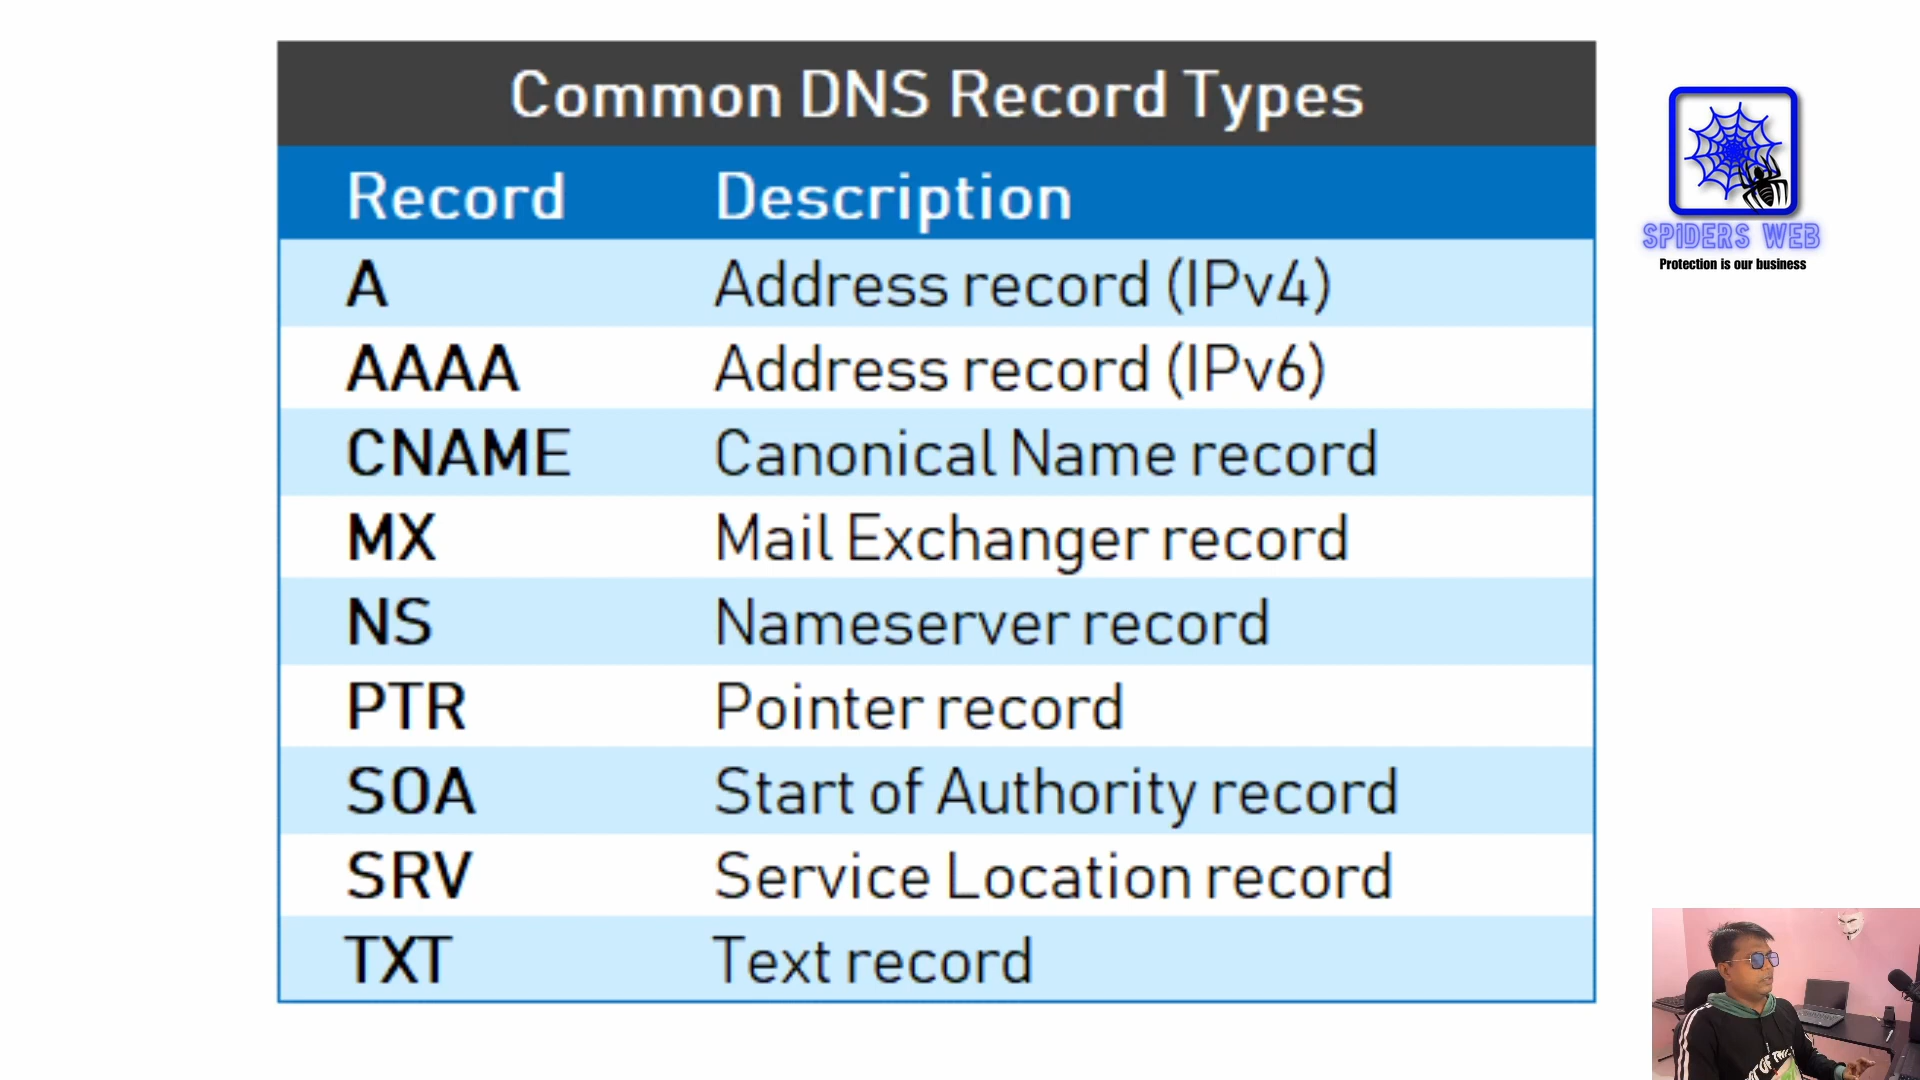 Common DNS Record Types
Record Description
A Address record (IPv4)
AAAA Address record (IPv6)
CNAME Canonical Name record
MX Mail Exchanger record
NS Nameserver record
PTR Pointer record
SOA Start of Authority record
SRV Service Location record
TXT Text record
SPIDERS WEB
Protection is our business